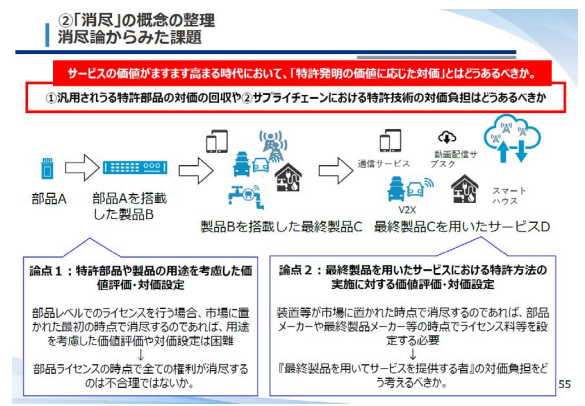 ②「消尽」の概念の整理
消尽論からみた課題
サービスの価値がますます高まる時代において、「特許発明の価値に応じた対価」とはどうあるべきか。
①汎用されうる特許部品の対価の回収や②サプライチェーンにおける特許技術の対価負担はどうあるべきか
部品A
部品Aを搭載
した製品B
製品Bを搭載した最終製品C
通信サービス
動画配信サ
ブスク
V2X
スマート
ハウス
最終製品Cを用いたサービスD
論点1：特許部品や製品の用途を考慮した価
値評価・対価設定
部品レベルでのライセンスを行う場合、市場に置
かれた最初の時点で消尽するのであれば、用途
を考慮した価値評価や対価設定は困難
↓
部品ライセンスの時点で全ての権利が消尽する
のは不合理ではないか。
論点2：最終製品を用いたサービスにおける特許方法の
実施に対する価値評価・対価設定
装置等が市場に置かれた時点で消尽するのであれば、部品
メーカーや最終製品メーカー等の時点でライセンス料等を設
定する必要
↓
『最終製品を用いてサービスを提供する者』の対価負担をど
う考えるべきか。
55